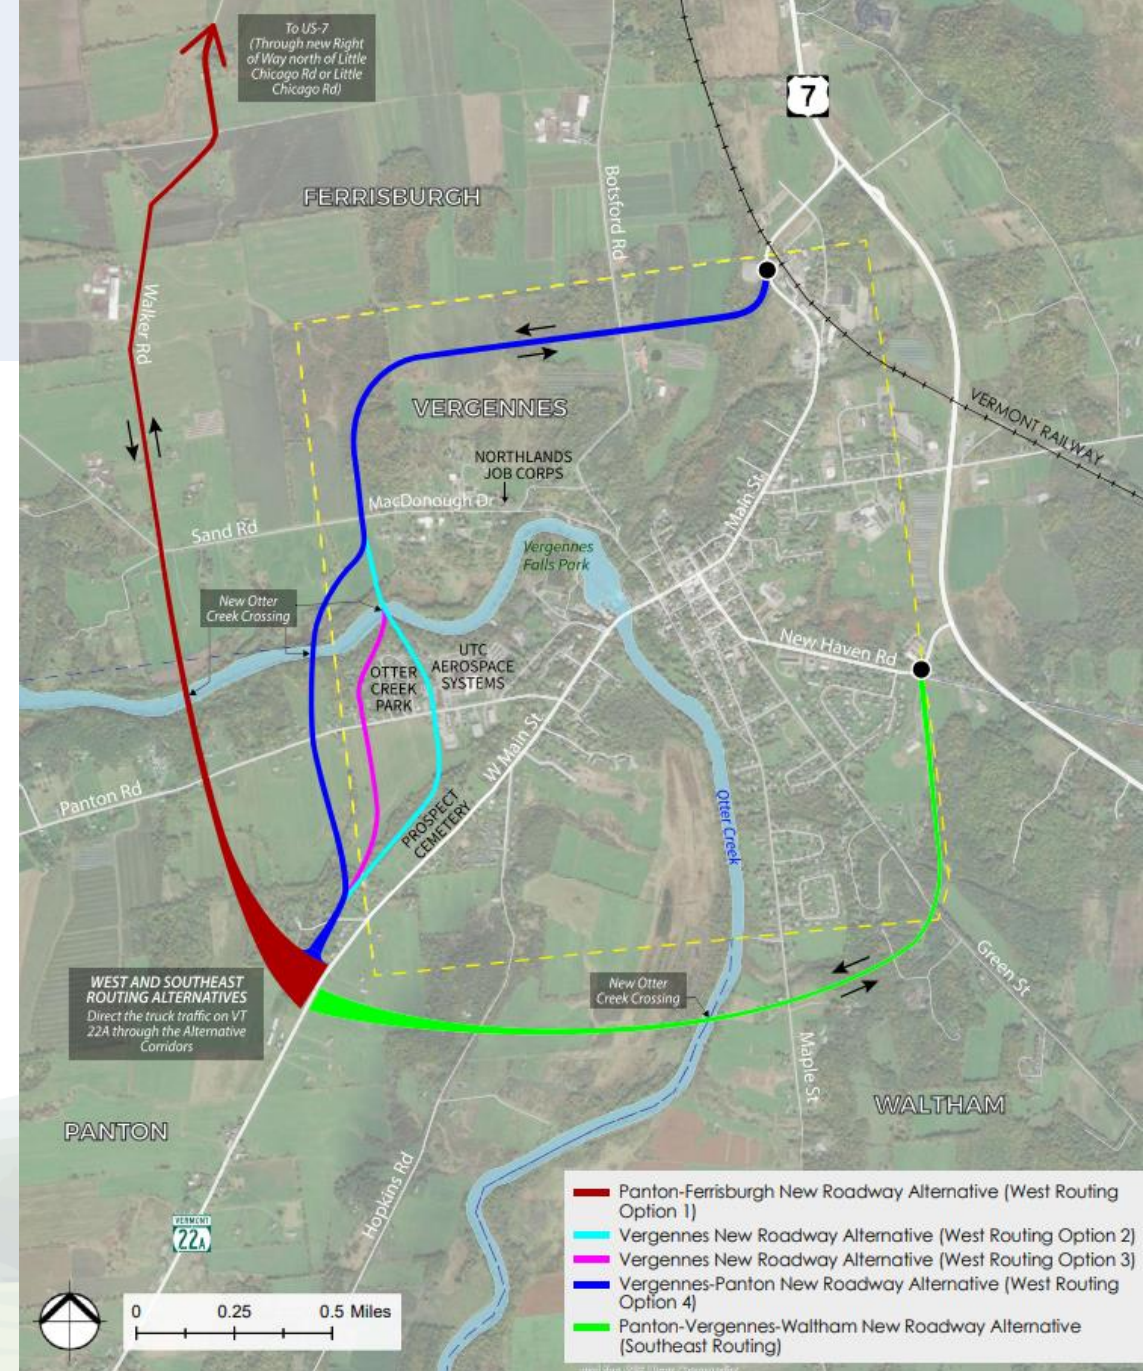 To US-7
(Through new Right
of Way north of Little
Chicago Rd or Little
Chicago Rd)
7
FERRISBURGH
Botsford Rd
Walker Rd
VERGENNES
VERMONT RAILWAY
NORTHLANDS
JOB CORPS
MacDonough Dr
Main St
Sand Rd
Vergennes
Falls Park
New Otter
Creek Crossing
New Haven Rd
UTC
AEROSPACE
SYSTEMS
OTTER
CREEK
PARK
W Main St
Panton Rd
PROSPECT
CEMETERY
Otter Creek
Green St
WEST AND SOUTHEAST
ROUTING ALTERNATIVES
Direct the truck traffic on VT
22A through the Alternative
Corridors
New Otter
Creek Crossing
Maple St
WALTHAM
PANTON
Hopkins Rd
VERMONT
22A
0 0.25 0.5 Miles
Panton-Ferrisburgh New Roadway Alternative (West Routing
Option 1)
Vergennes New Roadway Alternative (West Routing Option 2)
Vergennes New Roadway Alternative (West Routing Option 3)
Vergennes-Panton New Roadway Alternative (West Routing
Option 4)
Panton-Vergennes-Waltham New Roadway Alternative
(Southeast Routing)